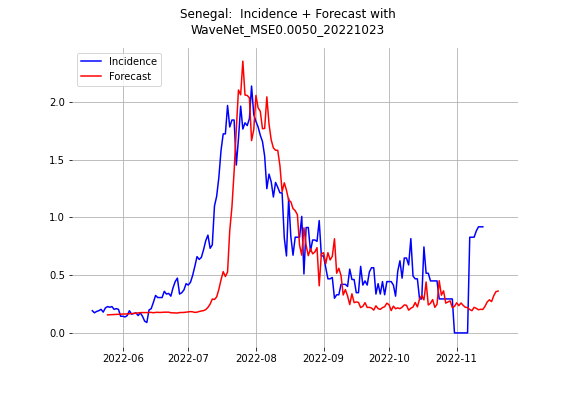 Senegal:  Incidence + Forecast with
WaveNet_MSE0.0050_20221023
Incidence
Forecast
2.0
1.5
1.0
0.5
0.0
2022-06
2022-07
2022-08
2022-09
2022-10
2022-11